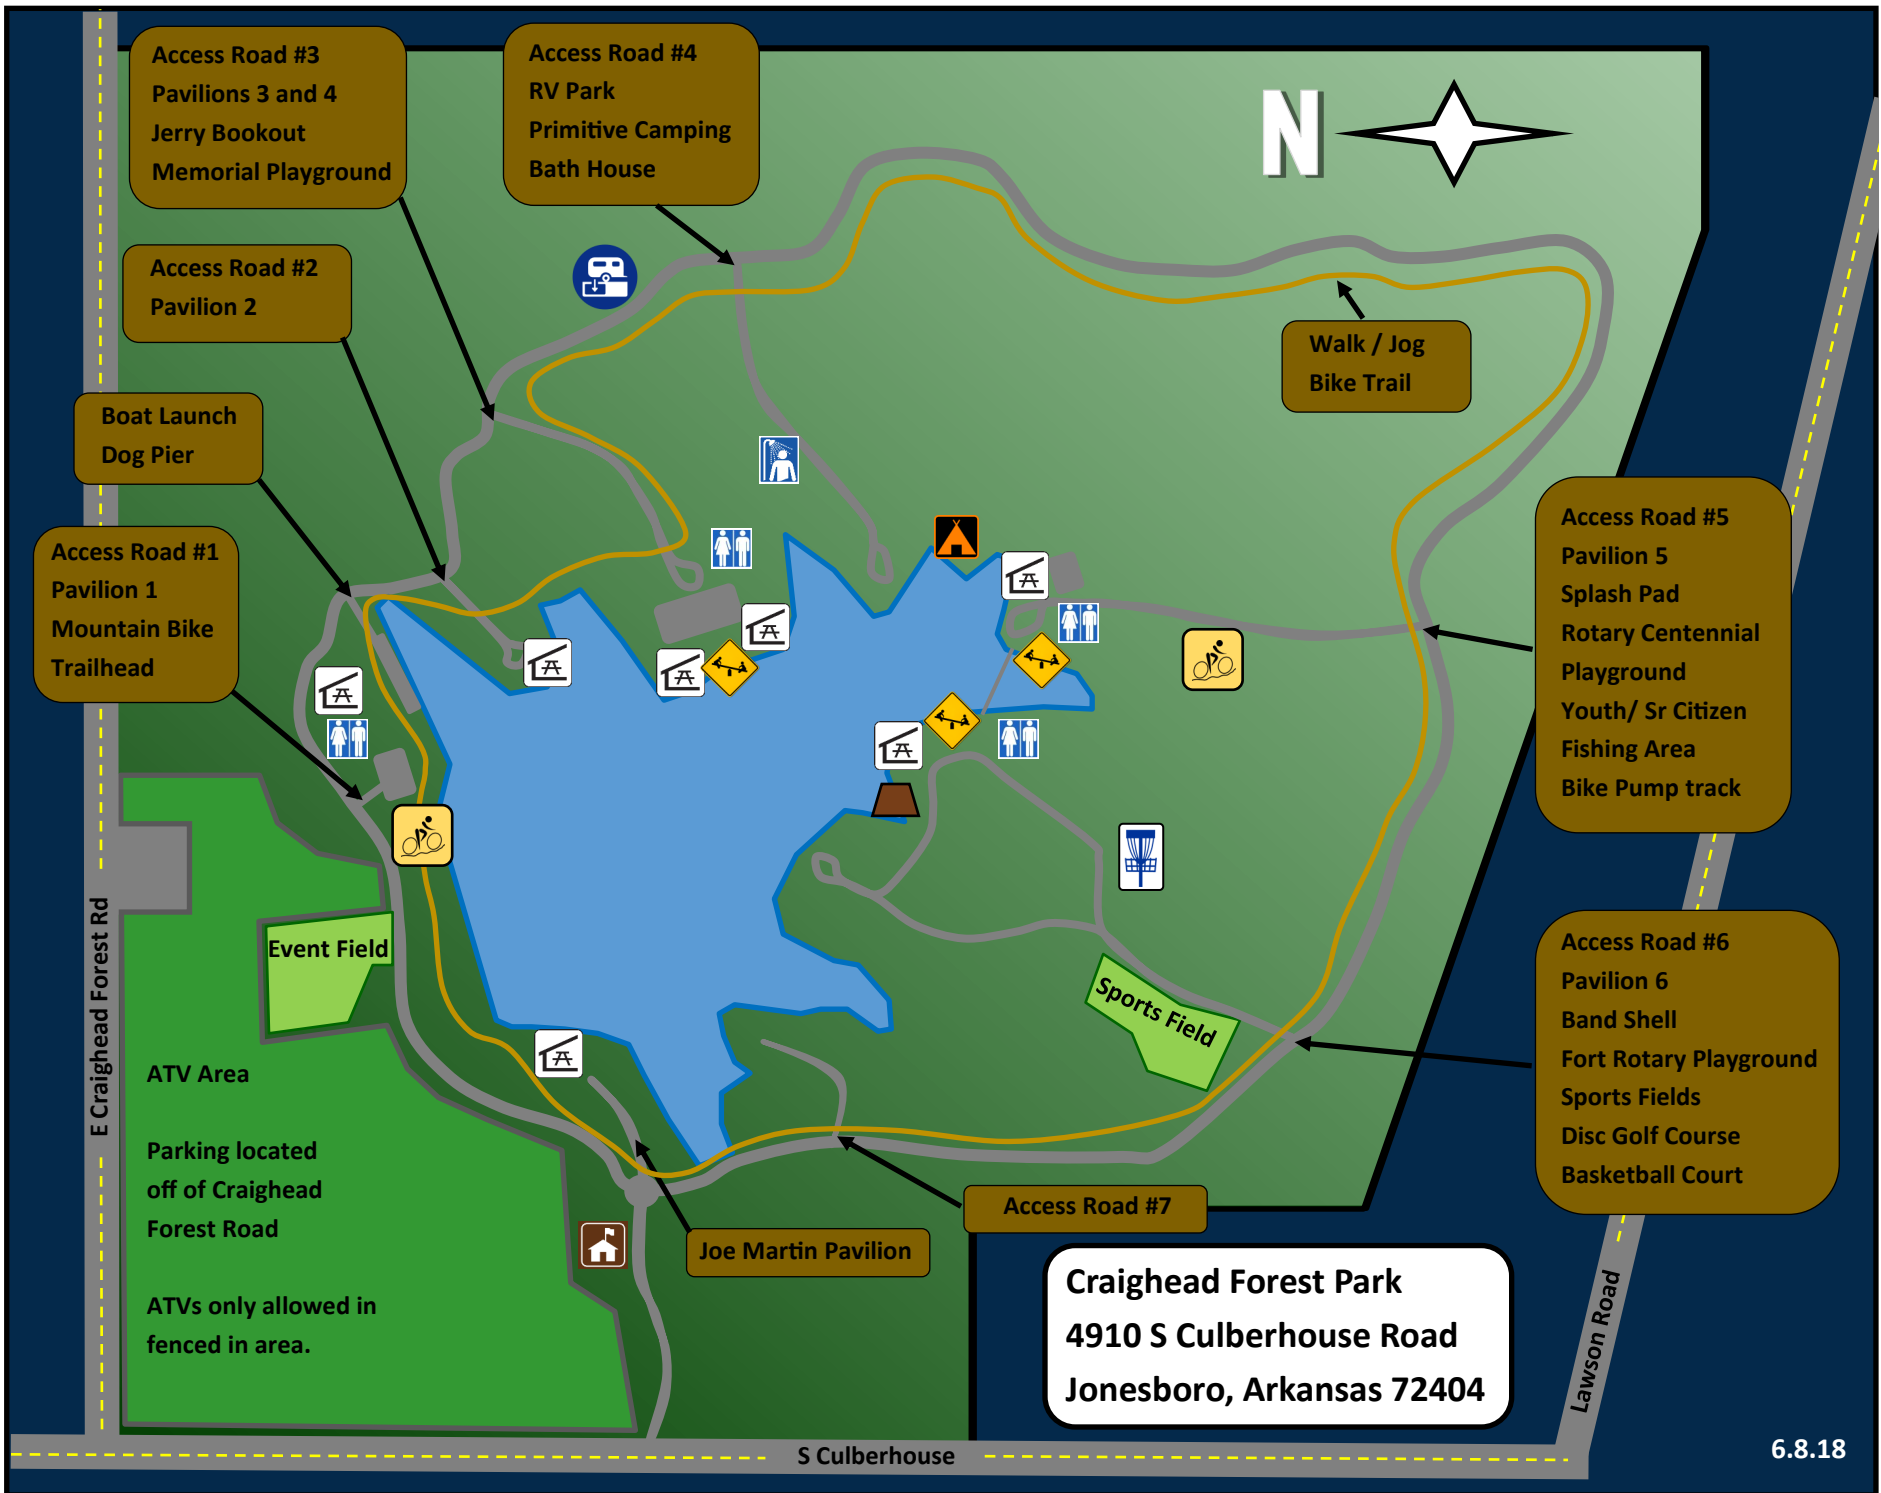 Access Road #3
Pavilions 3 and 4
Jerry Bookout
Memorial Playground
Access Road #4
RV Park
Primitive Camping
Bath House
N
Access Road #2
Pavilion 2
Walk / Jog
Bike Trail
Boat Launch
Dog Pier
Access Road #1
Pavilion 1
Mountain Bike
Trailhead
Access Road #5
Pavilion 5
Splash Pad
Rotary Centennial
Playground
Youth/ Sr Citizen
Fishing Area
Bike Pump track
E Craighead Forest Rd
Event Field
Sports Field
Access Road #6
Pavilion 6
Band Shell
Fort Rotary Playground
Sports Fields
Disc Golf Course
Basketball Court
ATV Area
Parking located
off of Craighead
Forest Road
ATVs only allowed in
fenced in area.
Access Road #7
Joe Martin Pavilion
Craighead Forest Park
4910 S Culberhouse Road
Jonesboro, Arkansas 72404
Lawson Road
S Culberhouse
6.8.18